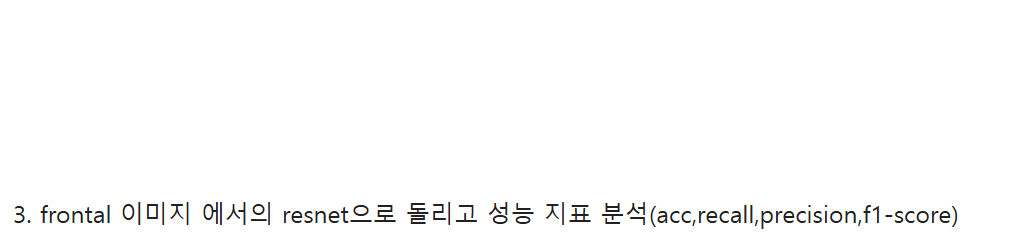 3. frontal 이미지 에서의 resnet으로 돌리고 성능 지표 분석(acc,recall,precision,f1-score)